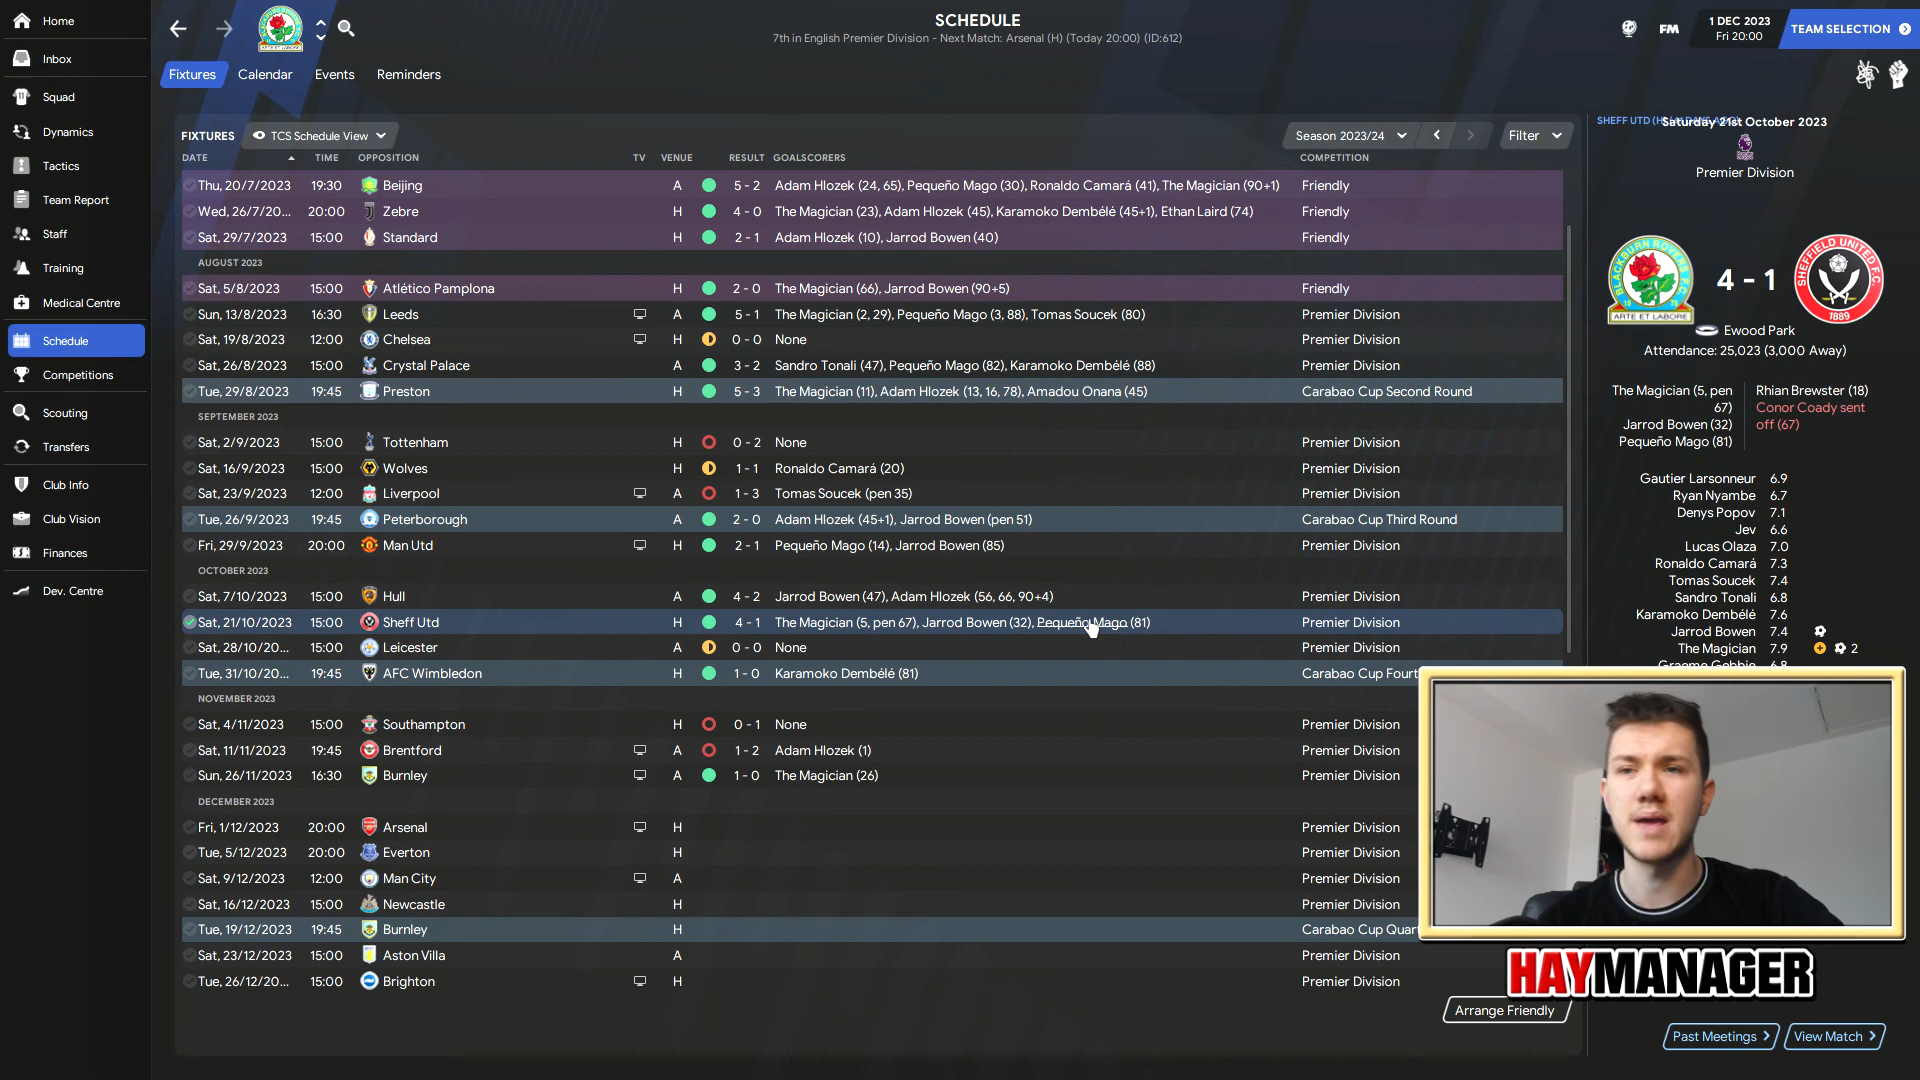 Home
Inbox
Squad
Dynamics
Tactics
Team Report
Staff
Training
Medical Centre
Schedule
Competitions
Scouting
Transfers
Club Info
Club Vision
Finances
Dev. Centre
SCHEDULE
7th in English Premier Division - Next Match: Arsenal (H) (Today 20:00) (ID:612)
FM
1 DEC 2023
Fri 20:00
TEAM SELECTION
Fixtures Calendar Events Reminders
FIXTURES TCS Schedule View Season 2023/24 Filter
DATE TIME OPPOSITION TV VENUE RESULT GOALSCORERS COMPETITION
Thu, 20/7/2023 19:30 Beijing A 5 - 2 Adam Hlozek (24, 65), Pequeño Mago (30), Ronaldo Camará (41), The Magician (90+1) Friendly
Wed, 26/7/20... 20:00 Zebre H 4 - 0 The Magician (23), Adam Hlozek (45), Karamoko Dembélé (45+1), Ethan Laird (74) Friendly
Sat, 29/7/2023 15:00 Standard H 2 - 1 Adam Hlozek (10), Jarrod Bowen (40) Friendly
AUGUST 2023
Sat, 5/8/2023 15:00 Atlético Pamplona H 2 - 0 The Magician (66), Jarrod Bowen (90+5) Friendly
Sun, 13/8/2023 16:30 Leeds A 5 - 1 The Magician (2, 29), Pequeño Mago (3, 88), Tomas Soucek (80) Premier Division
Sat, 19/8/2023 12:00 Chelsea H 0 - 0 None Premier Division
Sat, 26/8/2023 15:00 Crystal Palace A 3 - 2 Sandro Tonali (47), Pequeño Mago (82), Karamoko Dembélé (88) Premier Division
Tue, 29/8/2023 19:45 Preston H 5 - 3 The Magician (11), Adam Hlozek (13, 16, 78), Amadou Onana (45) Carabao Cup Second Round
SEPTEMBER 2023
Sat, 2/9/2023 15:00 Tottenham H 0 - 2 None Premier Division
Sat, 16/9/2023 15:00 Wolves H 1 - 1 Ronaldo Camará (20) Premier Division
Sat, 23/9/2023 12:00 Liverpool A 1 - 3 Tomas Soucek (pen 35) Premier Division
Tue, 26/9/2023 19:45 Peterborough A 2 - 0 Adam Hlozek (45+1), Jarrod Bowen (pen 51) Carabao Cup Third Round
Fri, 29/9/2023 20:00 Man Utd H 2 - 1 Pequeño Mago (14), Jarrod Bowen (85) Premier Division
OCTOBER 2023
Sat, 7/10/2023 15:00 Hull A 4 - 2 Jarrod Bowen (47), Adam Hlozek (56, 66, 90+4) Premier Division
Sat, 21/10/2023 15:00 Sheff Utd H 4 - 1 The Magician (5, pen 67), Jarrod Bowen (32), Pequeño Mago (81) Premier Division
Sat, 28/10/20... 15:00 Leicester A 0 - 0 None Premier Division
Tue, 31/10/20... 19:45 AFC Wimbledon H 1 - 0 Karamoko Dembélé (81) Carabao Cup Fourt
NOVEMBER 2023
Sat, 4/11/2023 15:00 Southampton H 0 - 1 None Premier Division
Sat, 11/11/2023 19:45 Brentford A 1 - 2 Adam Hlozek (1) Premier Division
Sun, 26/11/2023 16:30 Burnley A 1 - 0 The Magician (26) Premier Division
DECEMBER 2023
Fri, 1/12/2023 20:00 Arsenal H Premier Division
Tue, 5/12/2023 20:00 Everton H Premier Division
Sat, 9/12/2023 12:00 Man City A Premier Division
Sat, 16/12/2023 15:00 Newcastle H Premier Division
Tue, 19/12/2023 19:45 Burnley H Carabao Cup Quart
Sat, 23/12/2023 15:00 Aston Villa A Premier Division
Tue, 26/12/20... 15:00 Brighton H Premier Division
Arrange Friendly
SHEFF UTD (H)
Saturday 21st October 2023
Premier Division
BLACKBURN ROVERS F.C.
ARTE ET LABORE
4 - 1
SHEFFIELD UNITED F.C.
1889
Ewood Park
Attendance: 25,023 (3,000 Away)
The Magician (5, pen
67)
Jarrod Bowen (32)
Pequeño Mago (81)
Rhian Brewster (18)
Conor Coady sent
off (67)
Gautier Larsonneur 6.9
Ryan Nyambe 6.7
Denys Popov 7.1
Jev 6.6
Lucas Olaza 7.0
Ronaldo Camará 7.3
Tomas Soucek 7.4
Sandro Tonali 6.8
Karamoko Dembélé 7.6
Jarrod Bowen 7.4
The Magician 7.9 2
HAYMANAGER
Past Meetings View Match